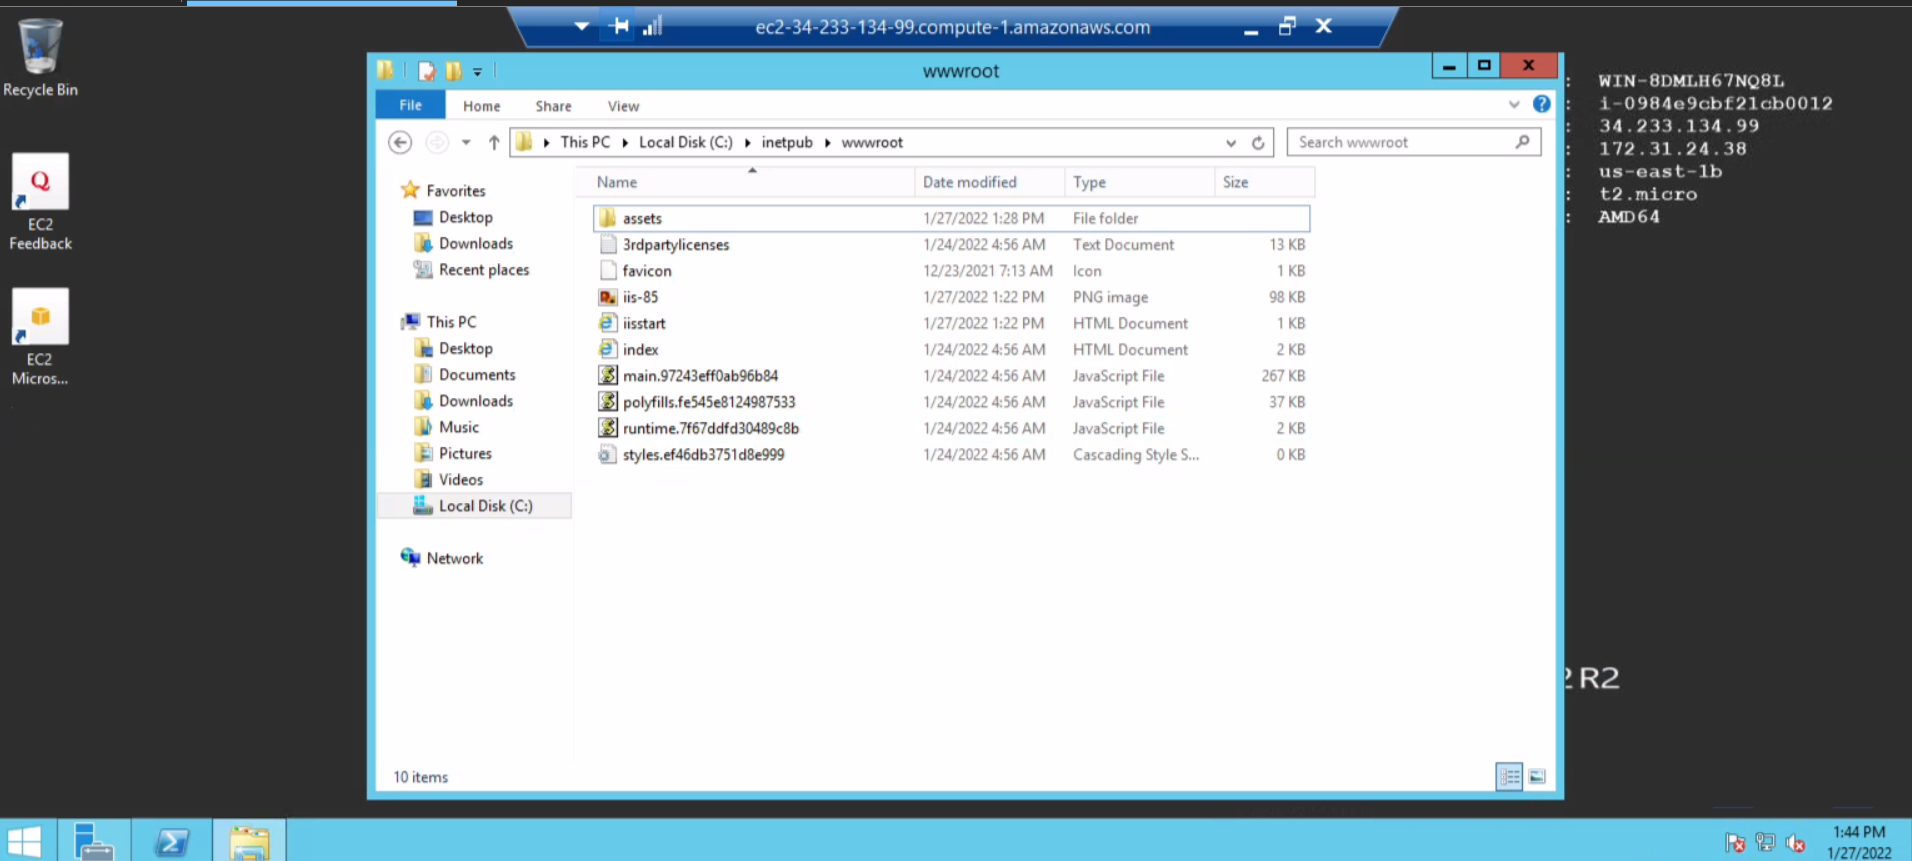 ec2-34-233-134-99.compute-1.amazonaws.com
Recycle Bin
EC2
Feedback
EC2
Micros...
wwwroot
File Home Share View
This PC Local Disk (C:) inetpub wwwroot
Search wwwroot
Favorites
Desktop
Downloads
Recent places
This PC
Desktop
Documents
Downloads
Music
Pictures
Videos
Local Disk (C:)
Network
Name Date modified Type Size
assets 1/27/2022 1:28 PM File folder
3rdpartylicenses 1/24/2022 4:56 AM Text Document 13 KB
favicon 12/23/2021 7:13 AM Icon 1 KB
iis-85 1/27/2022 1:22 PM PNG image 98 KB
iisstart 1/27/2022 1:22 PM HTML Document 1 KB
index 1/24/2022 4:56 AM HTML Document 2 KB
main.97243eff0ab96b84 1/24/2022 4:56 AM JavaScript File 267 KB
polyfills.fe545e8124987533 1/24/2022 4:56 AM JavaScript File 37 KB
runtime.7f67ddfd30489c8b 1/24/2022 4:56 AM JavaScript File 2 KB
styles.ef46db3751d8e999 1/24/2022 4:56 AM Cascading Style S... 0 KB
10 items
: WIN-8DMLH67NQ8L
: i-0984e9cbf21cb0012
: 34.233.134.99
: 172.31.24.38
: us-east-1b
: t2.micro
: AMD64
R2
1:44 PM
1/27/2022